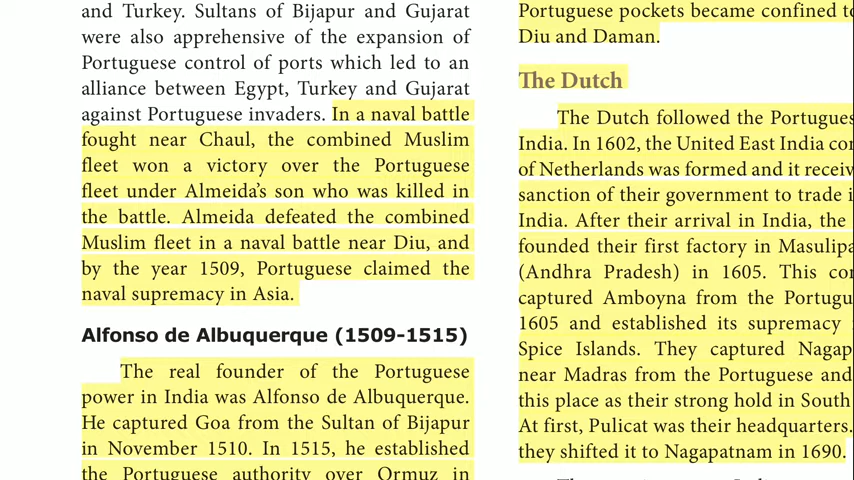 and Turkey. Sultans of Bijapur and Gujarat
were also apprehensive of the expansion of
Portuguese control of ports which led to an
alliance between Egypt, Turkey and Gujarat
against Portuguese invaders. In a naval battle
fought near Chaul, the combined Muslim
fleet won a victory over the Portuguese
fleet under Almeida's son who was killed in
the battle. Almeida defeated the combined
Muslim fleet in a naval battle near Diu, and
by the year 1509, Portuguese claimed the
naval supremacy in Asia.
Alfonso de Albuquerque (1509-1515)
The real founder of the Portuguese
power in India was Alfonso de Albuquerque.
He captured Goa from the Sultan of Bijapur
in November 1510. In 1515, he established
the Portuguese authority over Ormuz in
Portuguese pockets became confined to
Diu and Daman.
The Dutch
The Dutch followed the
India. In 1602, the United East India
of Netherlands was formed and it
sanction of their government to trade
India. After their arrival in India, the
founded their first factory in
(Andhra Pradesh) in 1605. This
captured Amboyna from the
1605 and established its supremacy
Spice Islands. They captured
near Madras from the Portuguese and
this place as their strong hold in South
At first, Pulicat was their headquarters.
they shifted it to Nagapatnam in 1690.